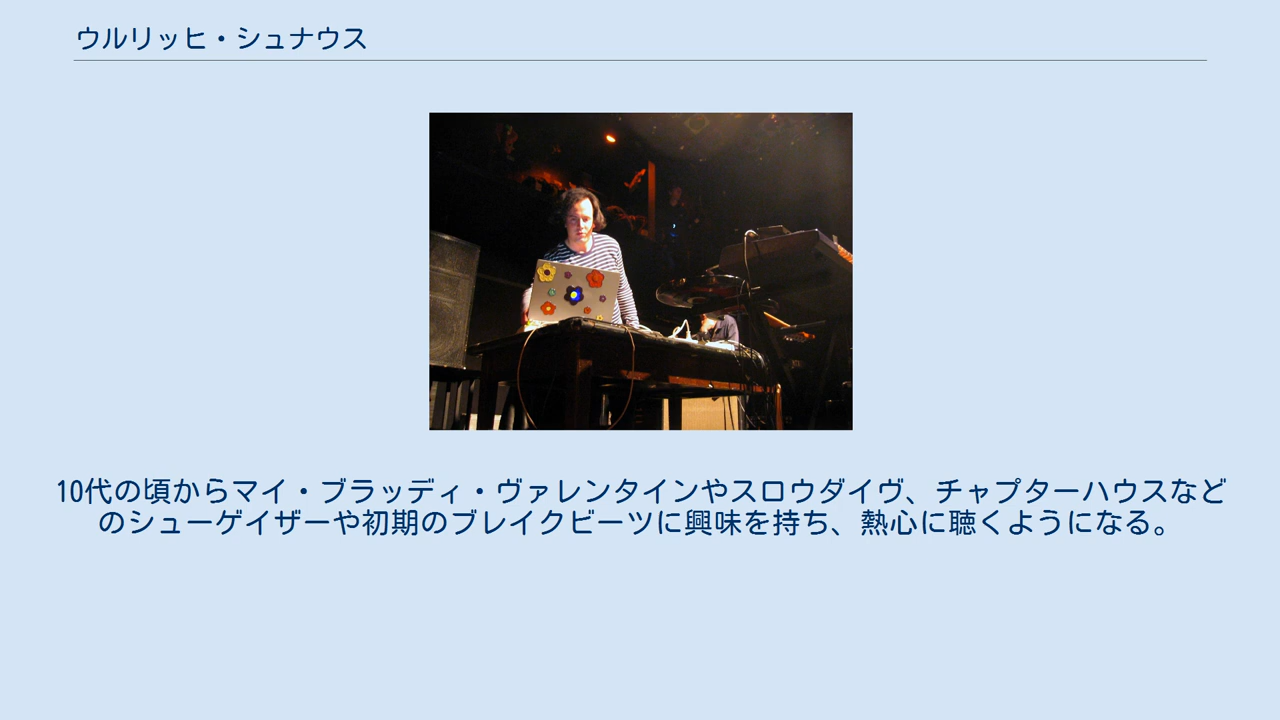 ウルリッヒ・シュナウス
10代の頃からマイ・ブラッディ・ヴァレンタインやスロウダイヴ、チャプターハウスなど
のシューゲイザーや初期のブレイクビーツに興味を持ち、熱心に聴くようになる。